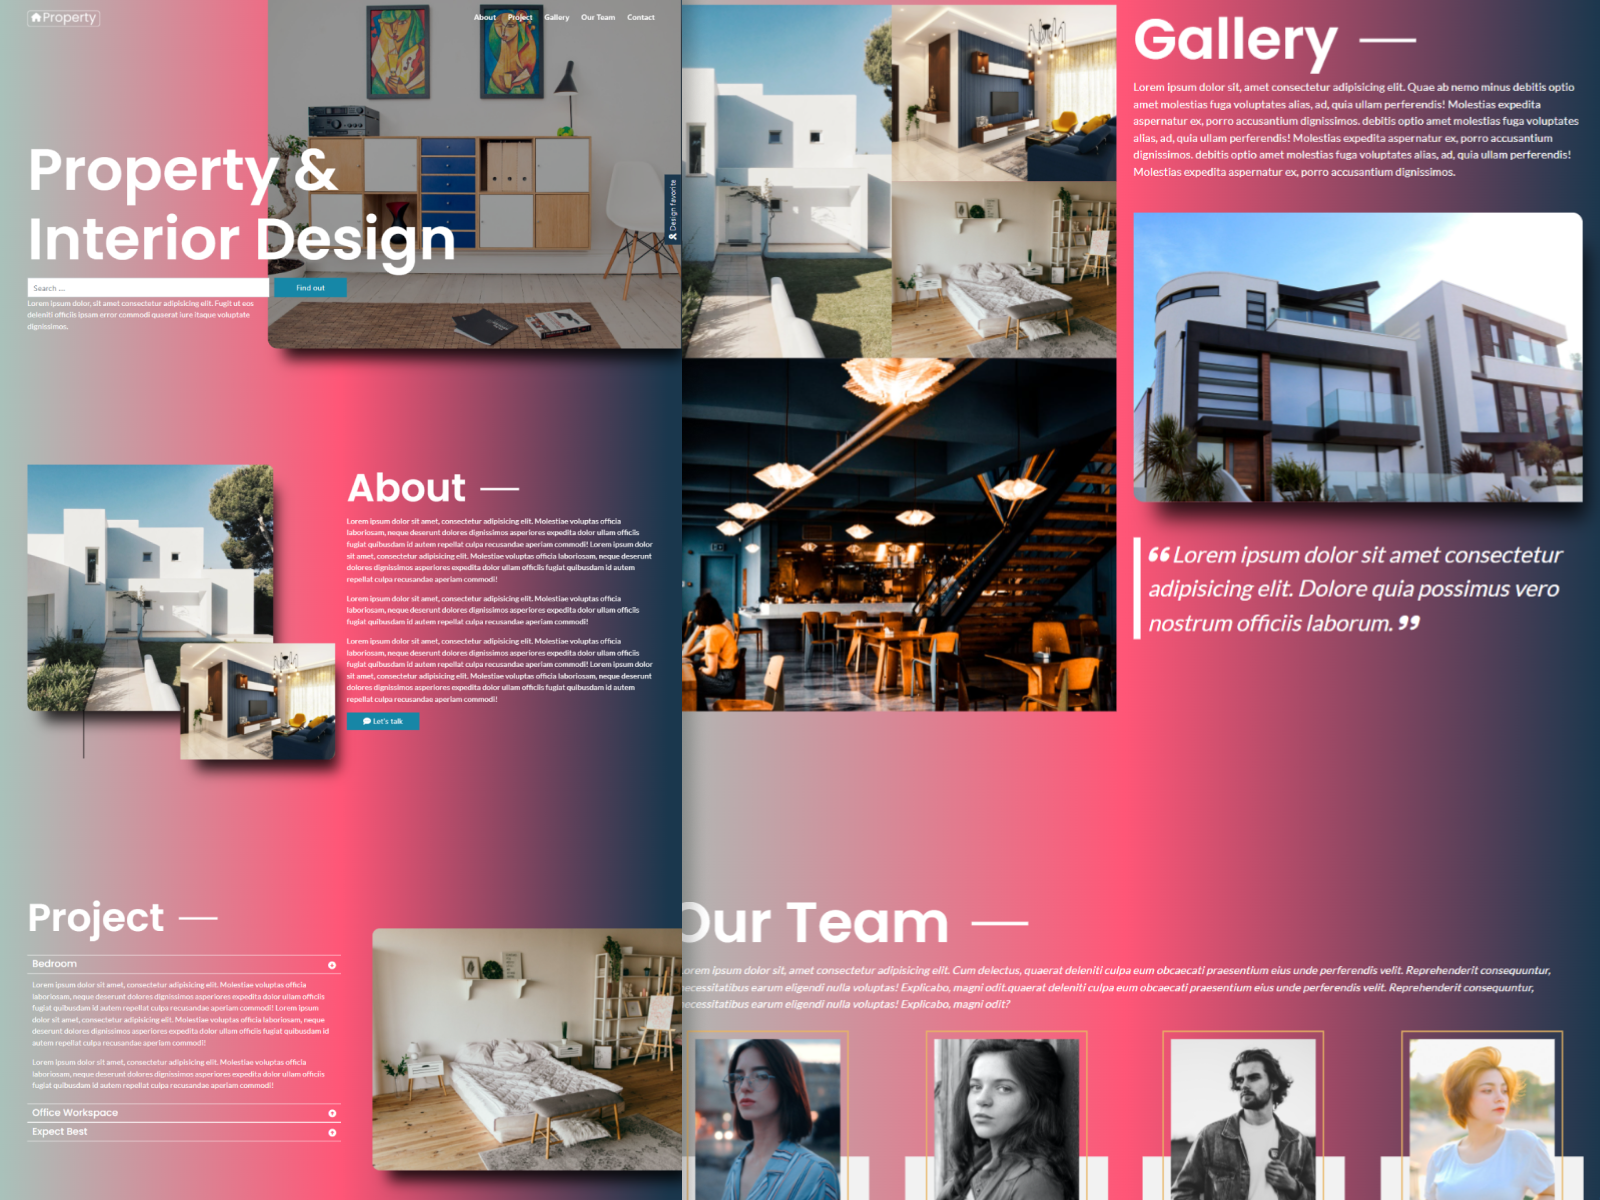 Property
About Project Gallery Our Team Contact
Property &
Interior Design
Search ....
Find out
Lorem ipsum dolor, sit amet consectetur adipisicing elit. Fugit ut eos
deleniti officiis ipsam error commodi quaerat iure itaque voluptate
dignissimos.
Design favorite
About
Lorem ipsum dolor sit amet, consectetur adipisicing elit. Molestiae voluptas officia
laboriosam, neque deserunt dolores dignissimos asperiores expedita dolor ullam officiis
fugiat quibusdam id autem repellat culpa recusandae aperiam commodi! Lorem ipsum dolor
sit amet, consectetur adipisicing elit. Molestiae voluptas officia laboriosam, neque deserunt
dolores dignissimos asperiores expedita dolor ullam officiis fugiat quibusdam id autem
repellat culpa recusandae aperiam commodi!
Lorem ipsum dolor sit amet, consectetur adipisicing elit. Molestiae voluptas officia
laboriosam, neque deserunt dolores dignissimos asperiores expedita dolor ullam officiis
fugiat quibusdam id autem repellat culpa recusandae aperiam commodi!
Lorem ipsum dolor sit amet, consectetur adipisicing elit. Molestiae voluptas officia
laboriosam, neque deserunt dolores dignissimos asperiores expedita dolor ullam officiis
fugiat quibusdam id autem repellat culpa recusandae aperiam commodi! Lorem ipsum dolor
sit amet, consectetur adipisicing elit. Molestiae voluptas officia laboriosam, neque deserunt
dolores dignissimos asperiores expedita dolor ullam officiis fugiat quibusdam id autem
repellat culpa recusandae aperiam commodi!
Let's talk
Project
Bedroom
Lorem ipsum dolor sit amet, consectetur adipisicing elit. Molestiae voluptas officia
laboriosam, neque deserunt dolores dignissimos asperiores expedita dolor ullam officiis
fugiat quibusdam id autem repellat culpa recusandae aperiam commodi! Lorem ipsum
dolor sit amet, consectetur adipisicing elit. Molestiae voluptas officia laboriosam, neque
deserunt dolores dignissimos asperiores expedita dolor ullam officiis fugiat quibusdam id
autem repellat culpa recusandae aperiam commodi!
Lorem ipsum dolor sit amet, consectetur adipisicing elit. Molestiae voluptas officia
laboriosam, neque deserunt dolores dignissimos asperiores expedita dolor ullam officiis
fugiat quibusdam id autem repellat culpa recusandae aperiam commodi!
Office Workspace
Expect Best
Gallery
Lorem ipsum dolor sit, amet consectetur adipisicing elit. Quae ab nemo minus debitis optio
amet molestias fuga voluptates alias, ad, quia ullam perferendis! Molestias expedita
aspernatur ex, porro accusantium dignissimos. debitis optio amet molestias fuga voluptates
alias, ad, quia ullam perferendis! Molestias expedita aspernatur ex, porro accusantium
dignissimos. debitis optio amet molestias fuga voluptates alias, ad, quia ullam perferendis!
Molestias expedita aspernatur ex, porro accusantium dignissimos.
❝ Lorem ipsum dolor sit amet consectetur
adipisicing elit. Dolore quia possimus vero
nostrum officiis laborum. ❞
Our Team
orem ipsum dolor sit, amet consectetur adipisicing elit. Cum delectus, quaerat deleniti culpa eum obcaecati praesentium eius unde perferendis velit. Reprehenderit consequuntur,
ecessitatibus earum eligendi nulla voluptas! Explicabo, magni odit.quaerat deleniti culpa eum obcaecati praesentium eius unde perferendis velit. Reprehenderit consequuntur,
ecessitatibus earum eligendi nulla voluptas! Explicabo, magni odit?